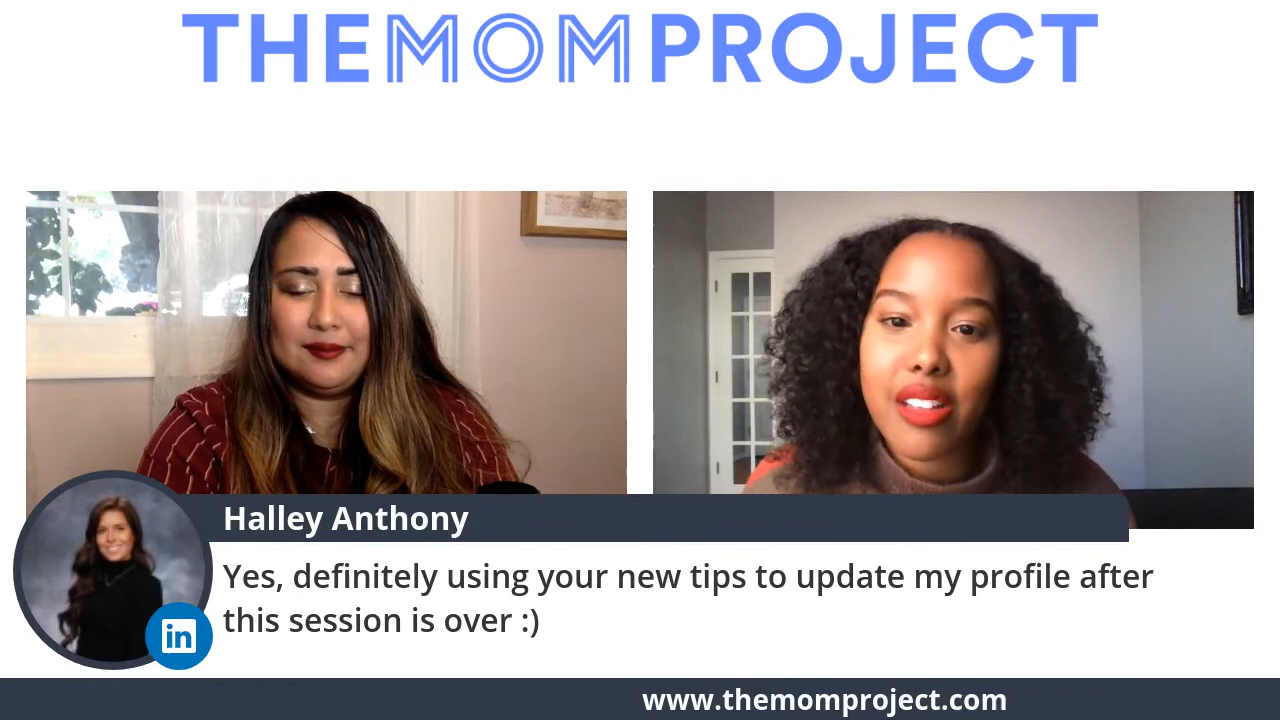 THEMOMPROJECT
Halley Anthony
Yes, definitely using your new tips to update my profile after
this session is over :)
in
www.themomproject.com